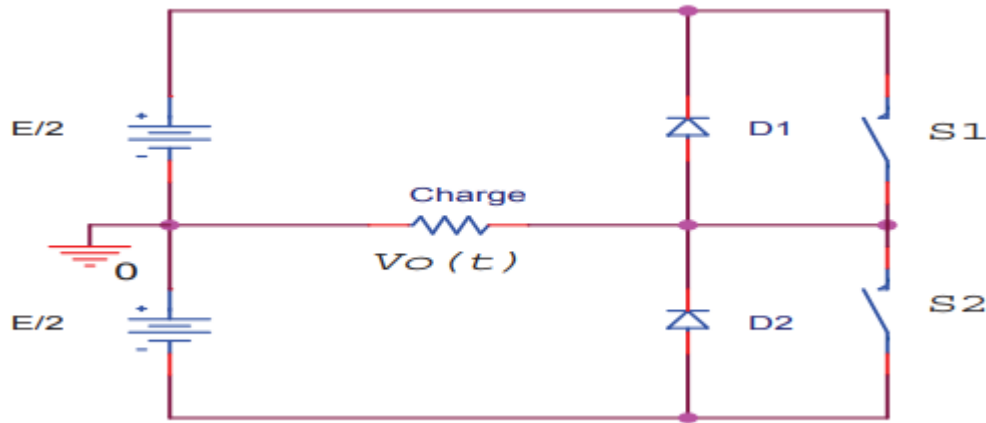 E/2
+
-
D1
S1
Charge
Vo(t)
0
E/2
+
-
D2
S2